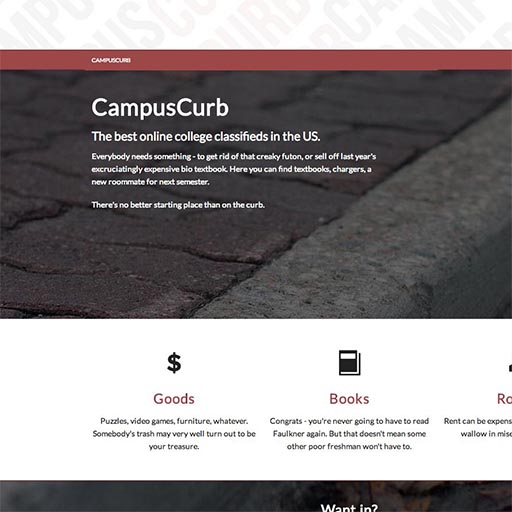 CAMPUSCURB
CampusCurb
The best online college classifieds in the US.
Everybody needs something - to get rid of that creaky futon, or sell off last year's
excruciatingly expensive bio textbook. Here you can find textbooks, chargers, a
new roommate for next semester.
There's no better starting place than on the curb.
$
Goods
Books
Ro
Puzzles, video games, furniture, whatever.
Somebody's trash may very well turn out to be
your treasure.
Congrats - you're never going to have to read
Faulkner again. But that doesn't mean some
other poor freshman won't have to.
Rent can be expens
wallow in mise
Want in?